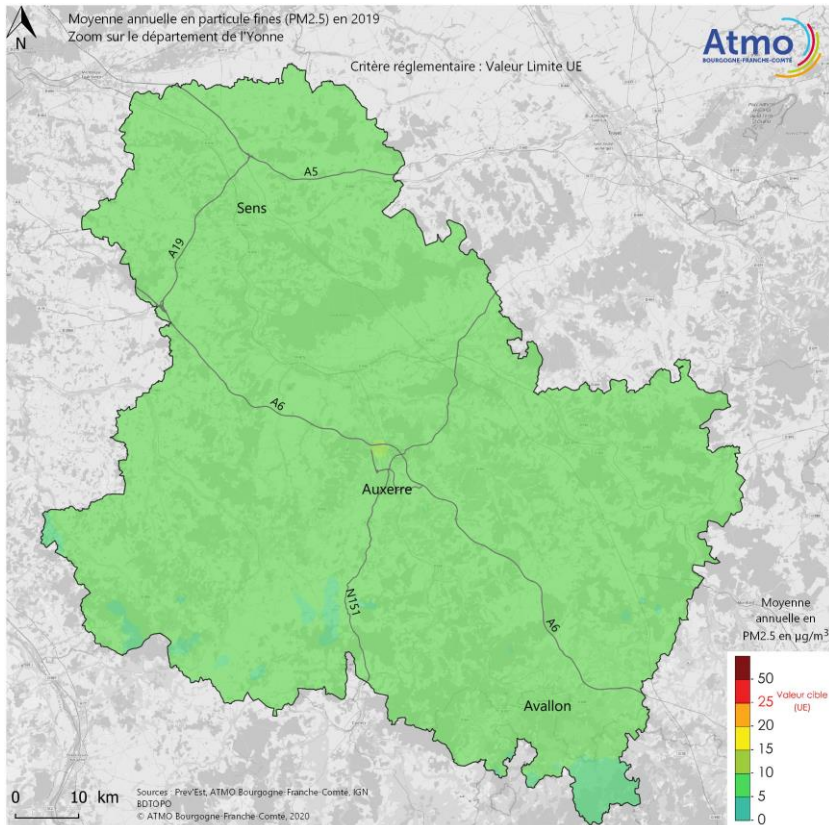 Moyenne annuelle en particule fines (PM2.5) en 2019
Zoom sur le département de l'Yonne
N
Critère réglementaire : Valeur Limite UE
Atmo
BOURGOGNE-FRANCHE-COMTÉ
A5
Sens
A19
A6
Auxerre
N151
A6
Avallon
Moyenne
annuelle en
PM2.5 en µg/m³
50
25 Valeur cible
(UE)
20
15
10
5
0
0 10 km
Sources : Prev'Est, ATMO Bourgogne-Franche-Comté, IGN
BDTOPO
© ATMO Bourgogne-Franche-Comté, 2020